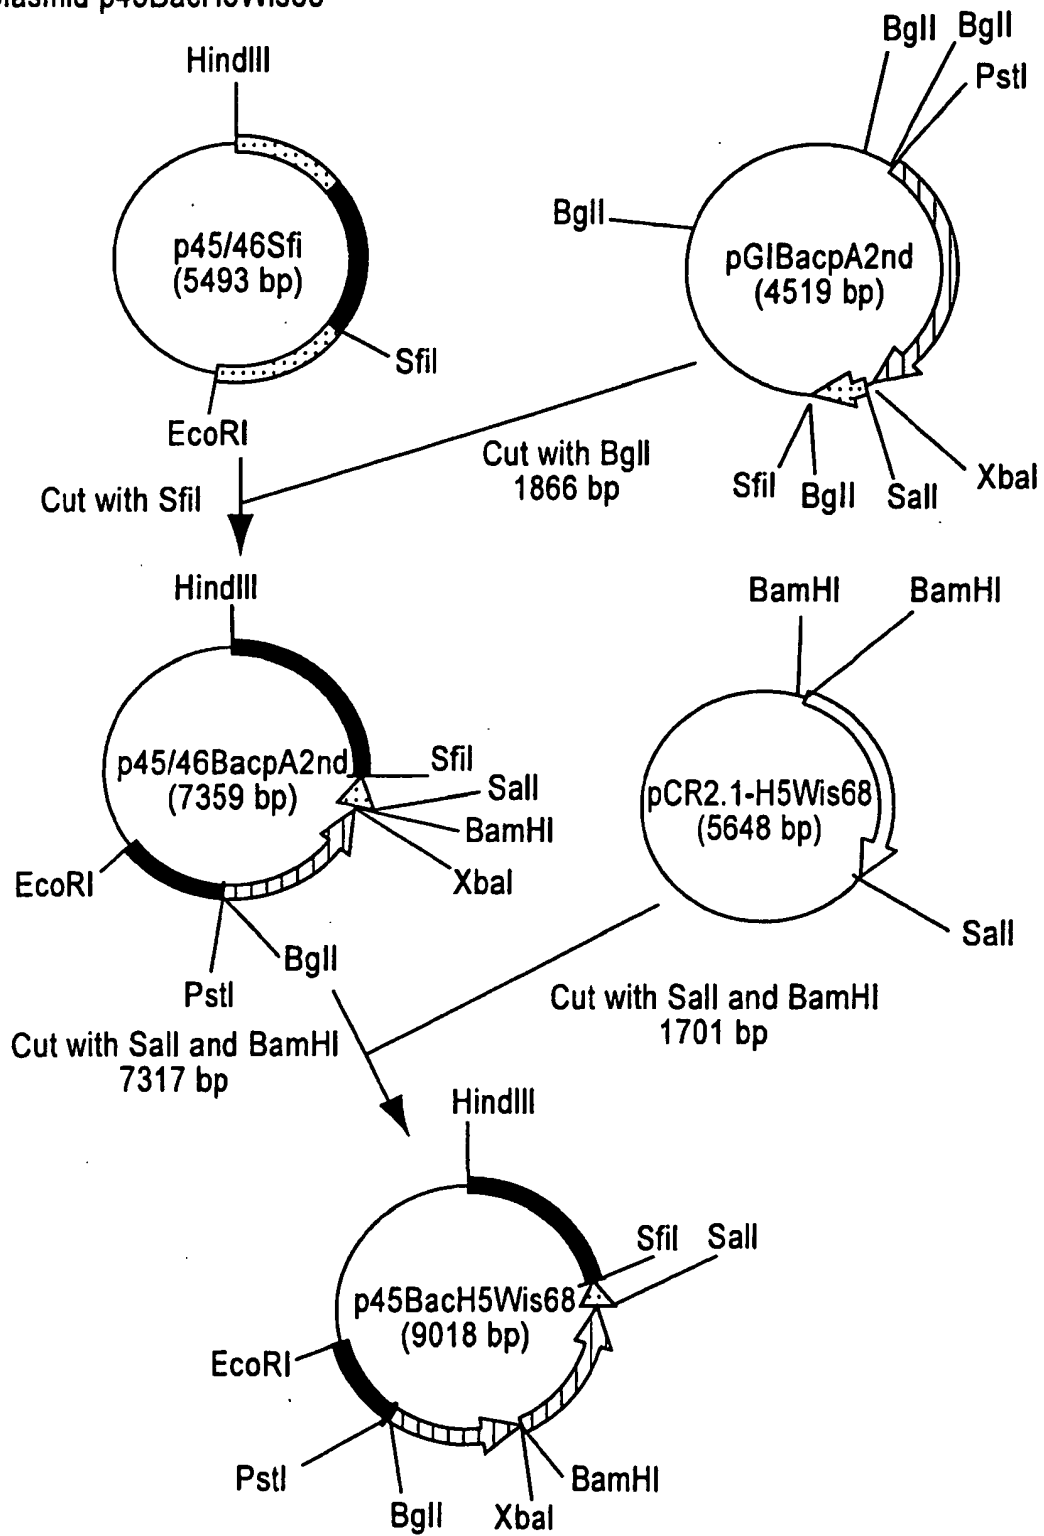 HindIII
BglI
BglI
PstI
BglI
p45/46Sfi
(5493 bp)
pGIBacpA2nd
(4519 bp)
SfiI
EcoRI
Cut with SfiI
Cut with BglI
1866 bp
SfiI
BglI
SalI
XbaI
HindIII
BamHI
BamHI
p45/46BacpA2nd
(7359 bp)
SfiI
SalI
BamHI
XbaI
pCR2.1-H5Wis68
(5648 bp)
EcoRI
BglI
PstI
SalI
Cut with SalI and BamHI
7317 bp
Cut with SalI and BamHI
1701 bp
HindIII
SfiI
SalI
p45BacH5Wis68
(9018 bp)
EcoRI
PstI
BglI
XbaI
BamHI